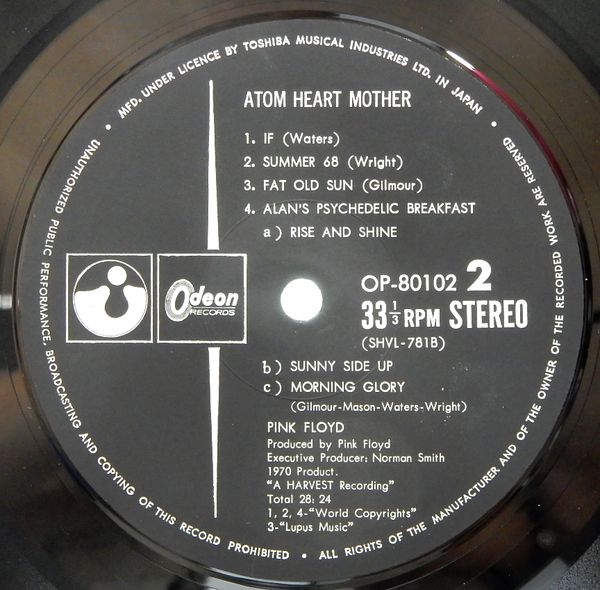 MFD. UNDER LICENCE BY TOSHIBA MUSICAL INDUSTRIES LTD. IN JAPAN •
ATOM HEART MOTHER
1. IF (Waters)
2. SUMMER 68 (Wright)
3. FAT OLD SUN (Gilmour)
4. ALAN'S PSYCHEDELIC BREAKFAST
a) RISE AND SHINE
Odeon
RECORDS
OP-80102 2
33 1/3 RPM STEREO
(SHVL-781B)
b) SUNNY SIDE UP
c) MORNING GLORY
(Gilmour-Mason-Waters-Wright)
PINK FLOYD
Produced by Pink Floyd
Executive Producer: Norman Smith
1970 Product.
"A HARVEST Recording"
Total 28: 24
1, 2, 4-"World Copyrights"
3-"Lupus Music"
UNAUTHORIZED PUBLIC PERFORMANCE, BROADCASTING AND COPYING OF THIS RECORD PROHIBITED •
ALL RIGHTS OF THE MANUFACTURER AND OF THE OWNER OF THE RECORDED WORK ARE RESERVED •